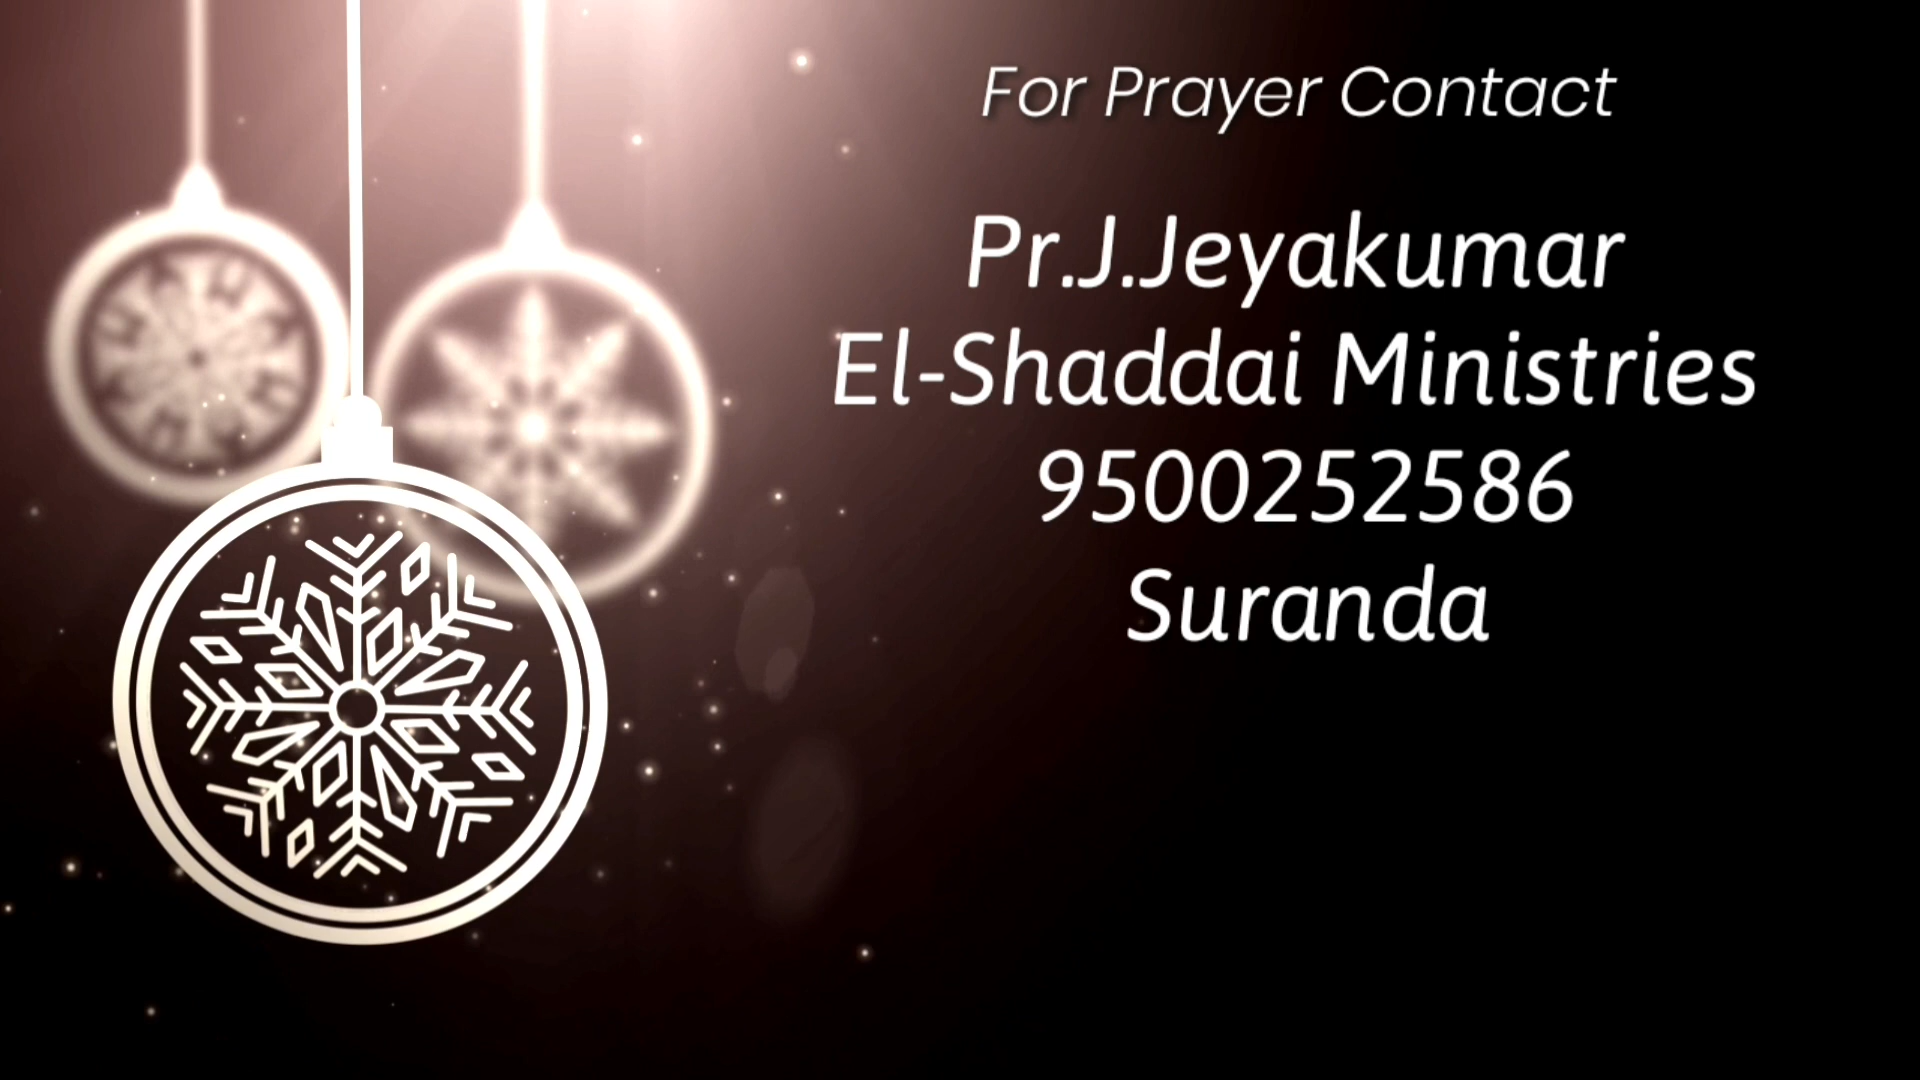 For Prayer Contact
Pr.J.Jeyakumar
El-Shaddai Ministries
9500252586
Suranda